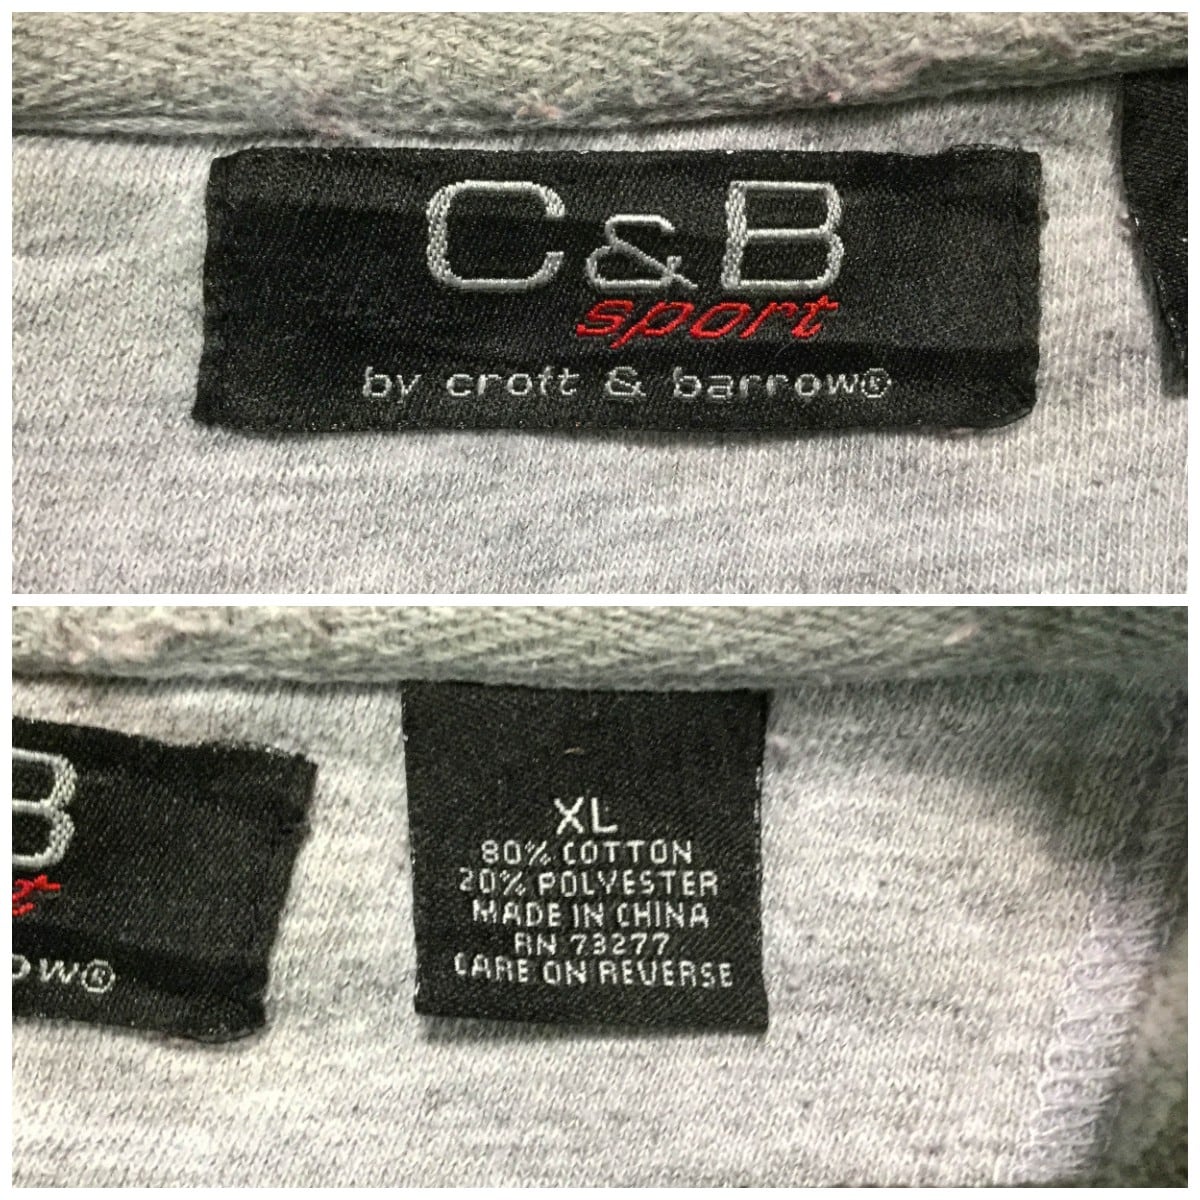 C&B
sport
by croft & barrow®
B
rt
ow®
XL
80% COTTON
20% POLYESTER
MADE IN CHINA
RN 73277
CARE ON REVERSE